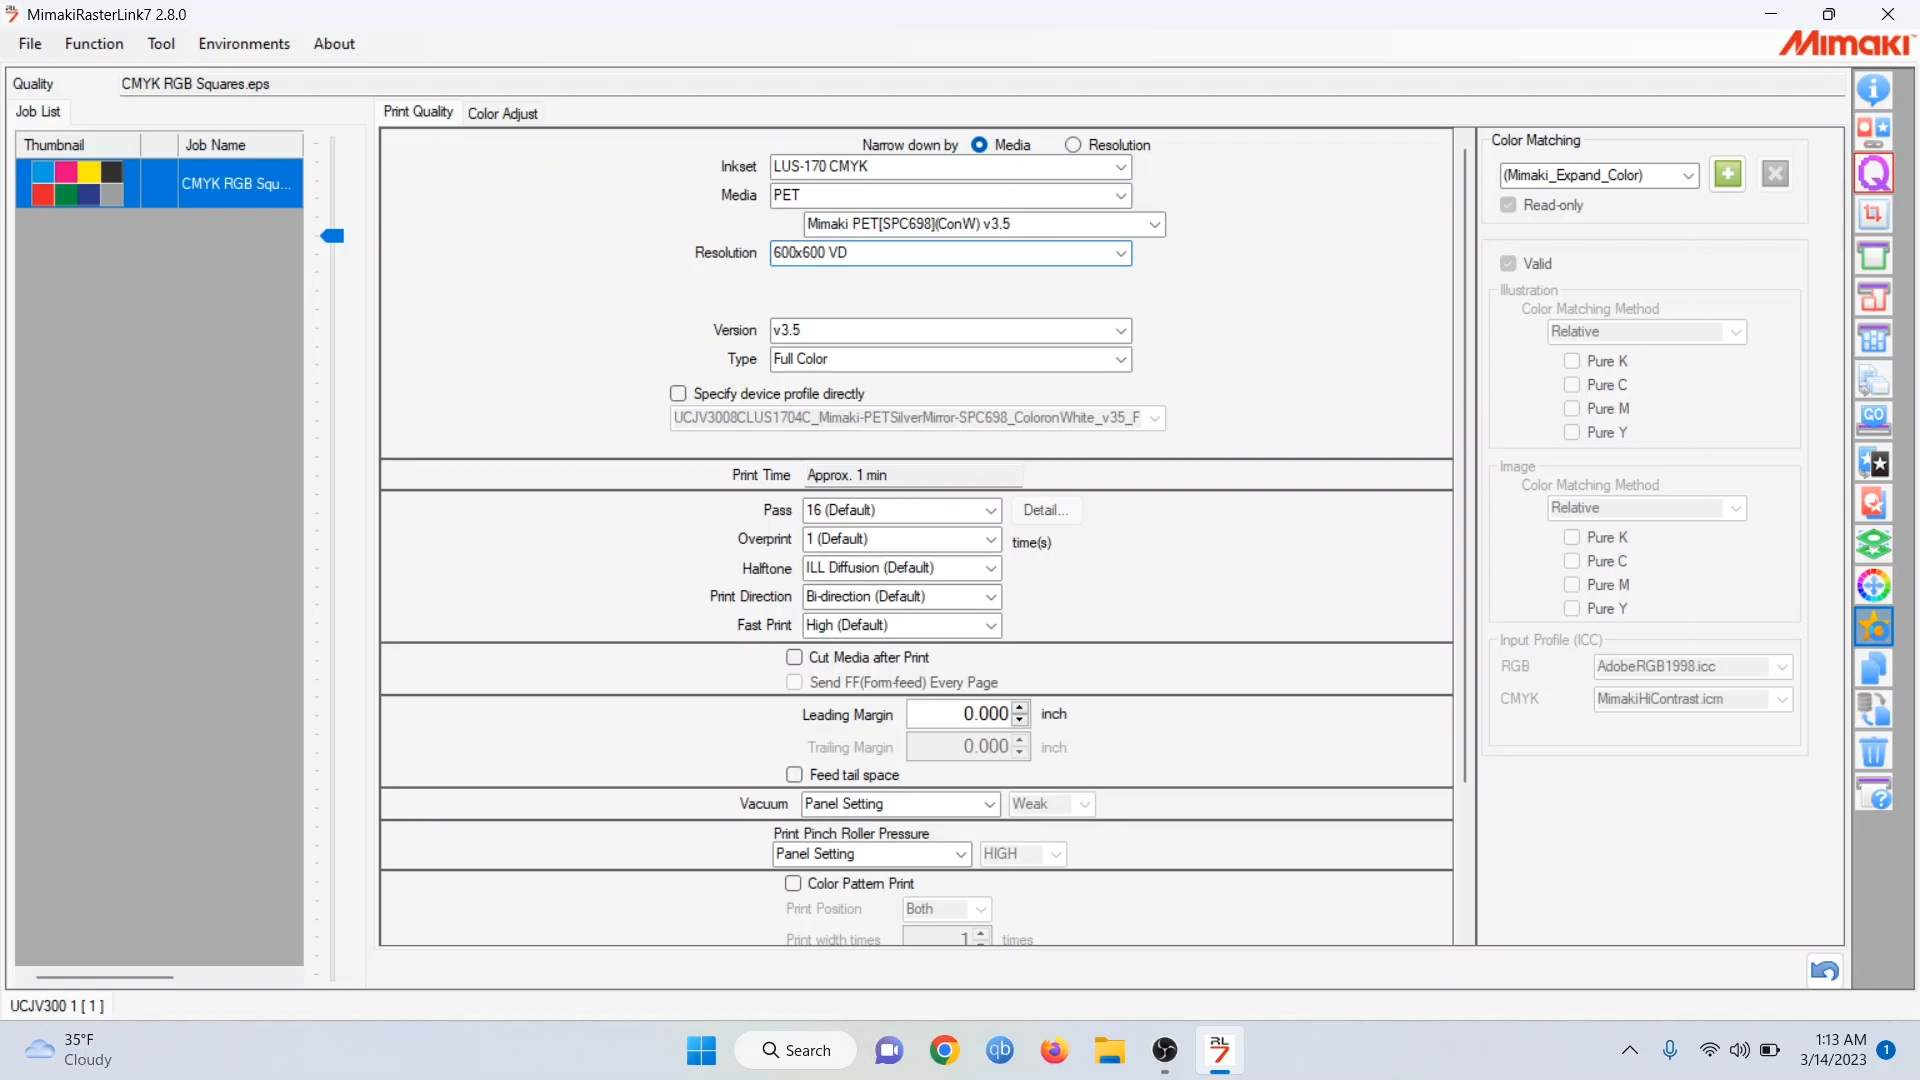 MimakiRasterLink7 2.8.0
File Function Tool Environments About
Mimaki
Quality CMYK RGB Squares.eps
Job List
Thumbnail Job Name
CMYK RGB Squ...
Print Quality Color Adjust
Narrow down by Media Resolution
Inkset LUS-170 CMYK
Media PET
Mimaki PET[SPC698](ConW) v3.5
Resolution 600x600 VD
Version v3.5
Type Full Color
Specify device profile directly
UCJV3008CLUS1704C_Mimaki-PETSilverMirror-SPC698_ColoronWhite_v35_F
Print Time Approx. 1 min
Pass 16 (Default) Detail...
Overprint 1 (Default) time(s)
Halftone ILL Diffusion (Default)
Print Direction Bi-direction (Default)
Fast Print High (Default)
Cut Media after Print
Send FF(Form-feed) Every Page
Leading Margin 0.000 inch
Trailing Margin 0.000 inch
Feed tail space
Vacuum Panel Setting Weak
Print Pinch Roller Pressure
Panel Setting HIGH
Color Pattern Print
Print Position Both
Print width times 1 times
Color Matching
(Mimaki_Expand_Color)
Read-only
Valid
Illustration
Color Matching Method
Relative
Pure K
Pure C
Pure M
Pure Y
Image
Color Matching Method
Relative
Pure K
Pure C
Pure M
Pure Y
Input Profile (ICC)
RGB AdobeRGB1998.icc
CMYK MimakiHiContrast.icm
Q
GO
UCJV300 1 [ 1 ]
35°F
Cloudy
Search
qb
RL
7
1:13 AM
3/14/2023
1